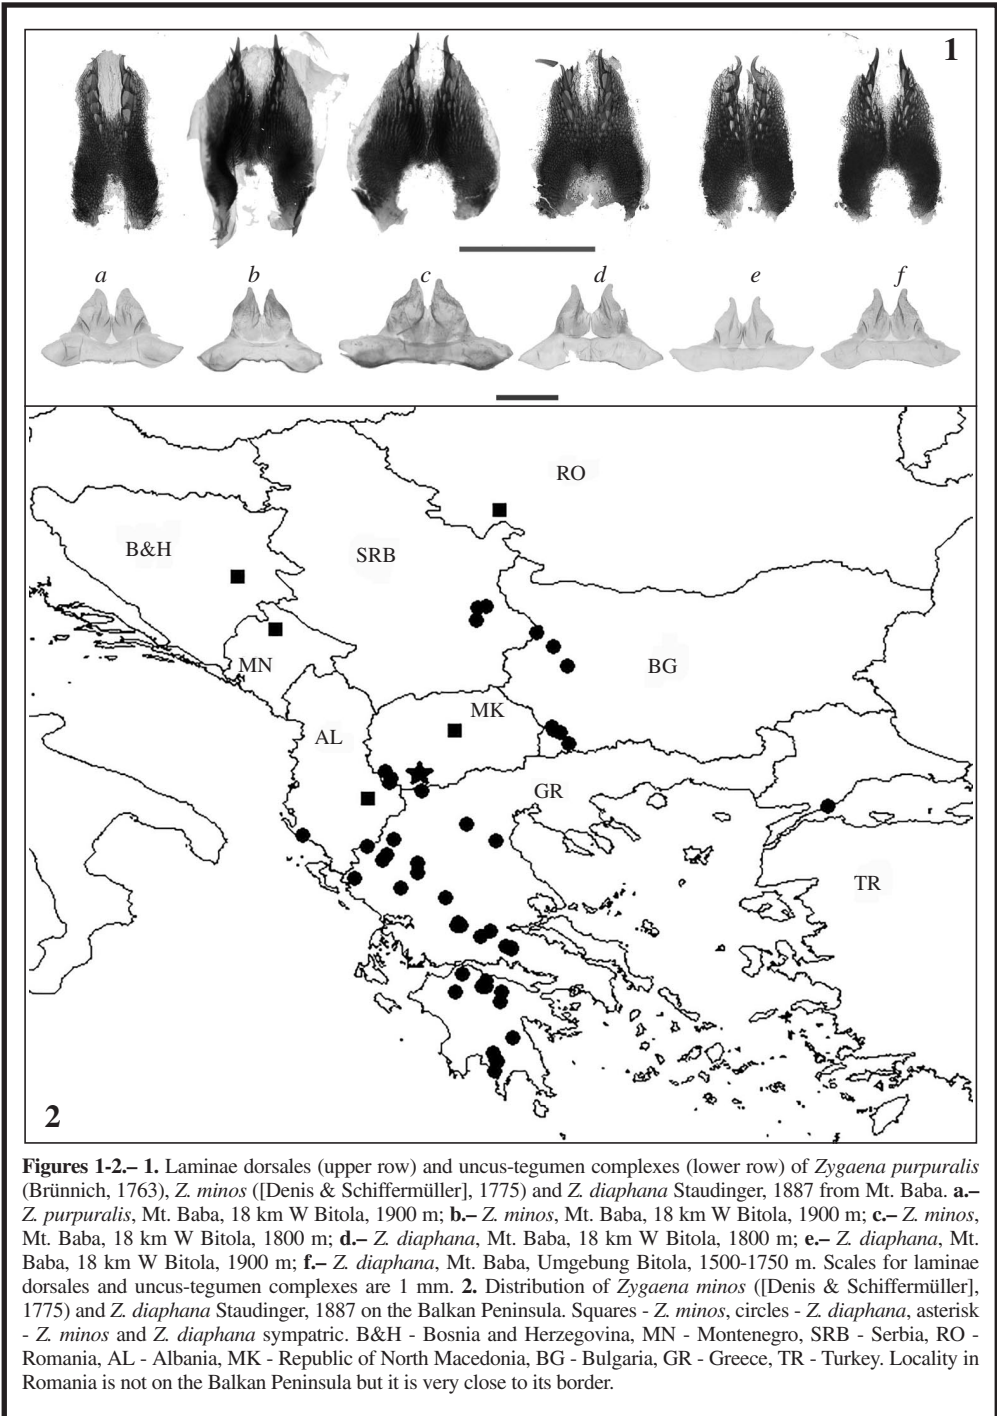 1
a b c d e f
RO
B&H
SRB
MN
BG
MK
AL
GR
TR
2
Figures 1-2.– 1. Laminae dorsales (upper row) and uncus-tegumen complexes (lower row) of Zygaena purpuralis
(Brünnich, 1763), Z. minos ([Denis & Schiffermüller], 1775) and Z. diaphana Staudinger, 1887 from Mt. Baba. a.–
Z. purpuralis, Mt. Baba, 18 km W Bitola, 1900 m; b.– Z. minos, Mt. Baba, 18 km W Bitola, 1900 m; c.– Z. minos,
Mt. Baba, 18 km W Bitola, 1800 m; d.– Z. diaphana, Mt. Baba, 18 km W Bitola, 1800 m; e.– Z. diaphana, Mt.
Baba, 18 km W Bitola, 1900 m; f.– Z. diaphana, Mt. Baba, Umgebung Bitola, 1500-1750 m. Scales for laminae
dorsales and uncus-tegumen complexes are 1 mm. 2. Distribution of Zygaena minos ([Denis & Schiffermüller],
1775) and Z. diaphana Staudinger, 1887 on the Balkan Peninsula. Squares - Z. minos, circles - Z. diaphana, asterisk
- Z. minos and Z. diaphana sympatric. B&H - Bosnia and Herzegovina, MN - Montenegro, SRB - Serbia, RO -
Romania, AL - Albania, MK - Republic of North Macedonia, BG - Bulgaria, GR - Greece, TR - Turkey. Locality in
Romania is not on the Balkan Peninsula but it is very close to its border.